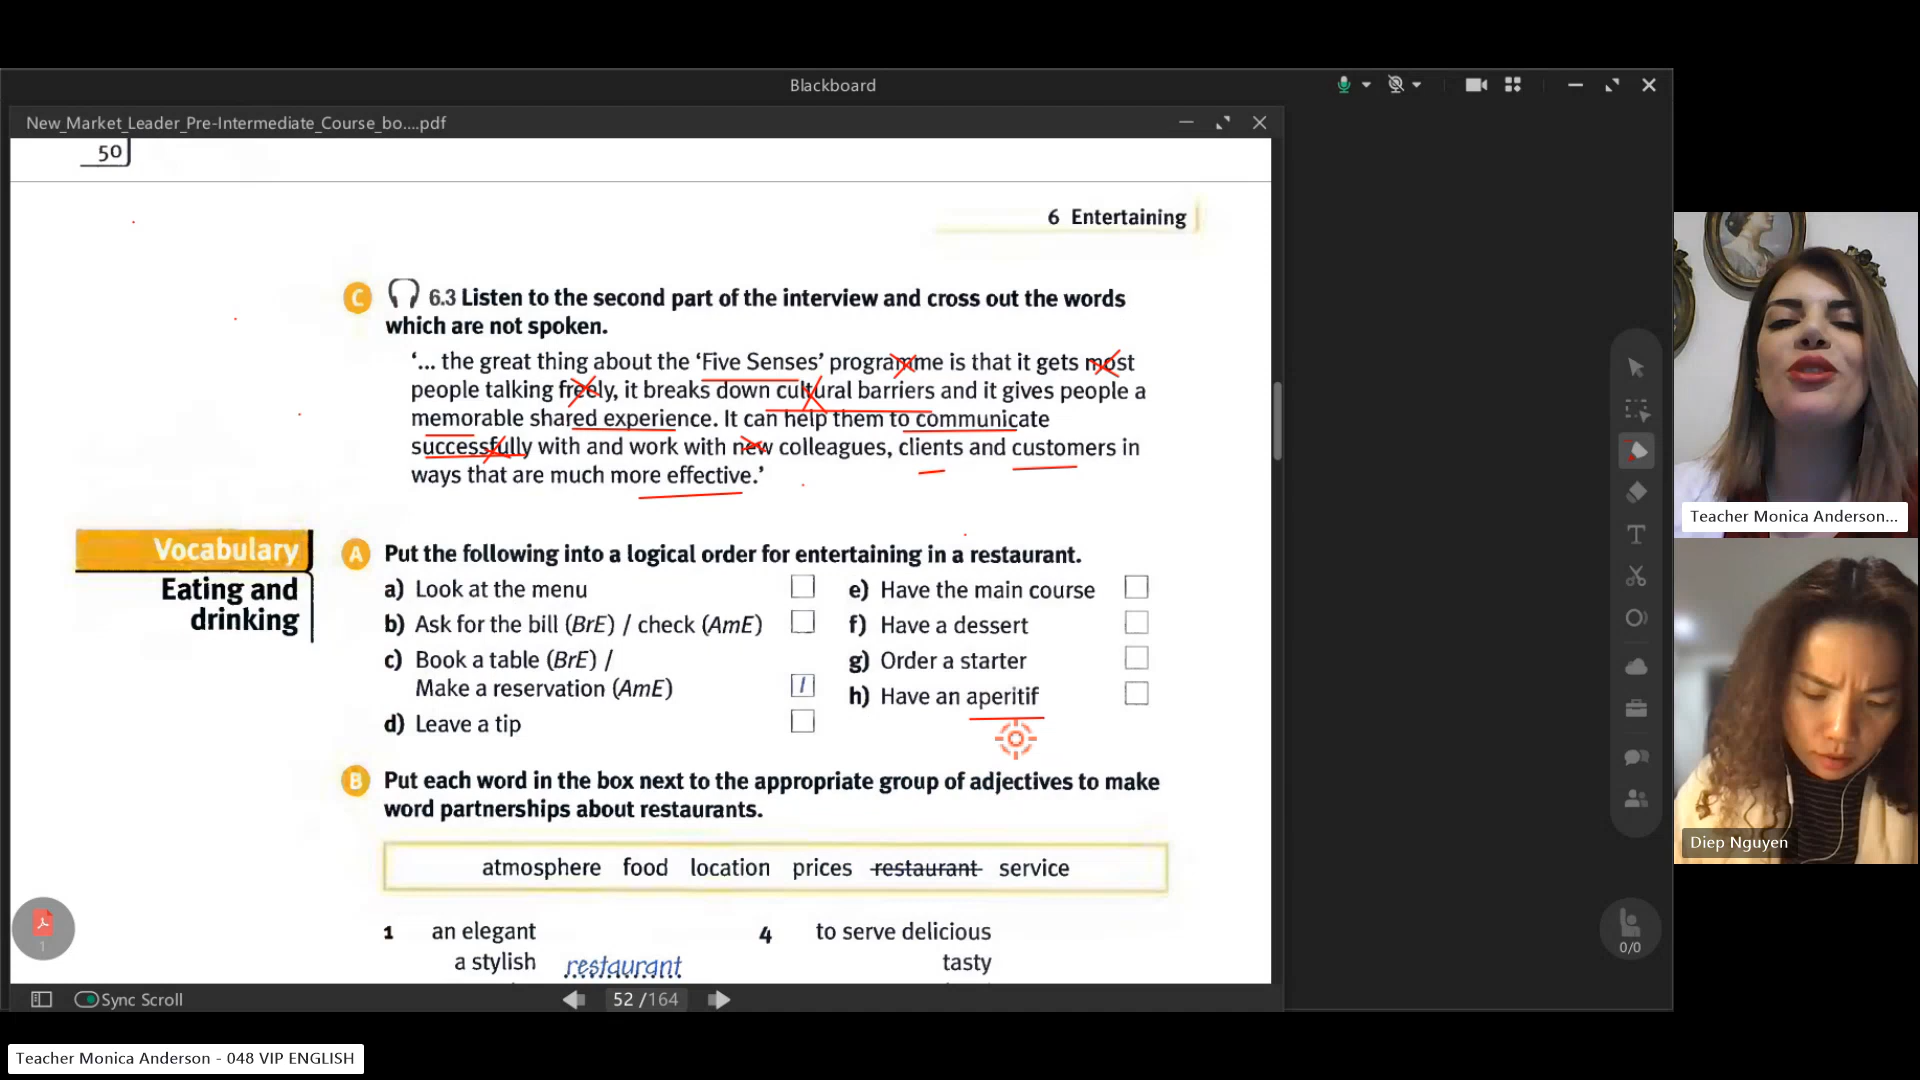 Blackboard
New_Market_Leader_Pre-Intermediate_Course_bo....pdf
50
6 Entertaining
C 6.3 Listen to the second part of the interview and cross out the words
which are not spoken.
‘... the great thing about the ‘Five Senses’ programme is that it gets most
people talking freely, it breaks down cultural barriers and it gives people a
memorable shared experience. It can help them to communicate
successfully with and work with new colleagues, clients and customers in
ways that are much more effective.’
Vocabulary
Eating and
drinking
A Put the following into a logical order for entertaining in a restaurant.
a) Look at the menu
b) Ask for the bill (BrE) / check (AmE)
c) Book a table (BrE) /
Make a reservation (AmE) 1
d) Leave a tip
e) Have the main course
f) Have a dessert
g) Order a starter
h) Have an aperitif
B Put each word in the box next to the appropriate group of adjectives to make
word partnerships about restaurants.
atmosphere food location prices restaurant service
1 an elegant
a stylish restaurant
4 to serve delicious
tasty
1
Sync Scroll
52 /164
0/0
Teacher Monica Anderson...
Diep Nguyen
Teacher Monica Anderson - 048 VIP ENGLISH